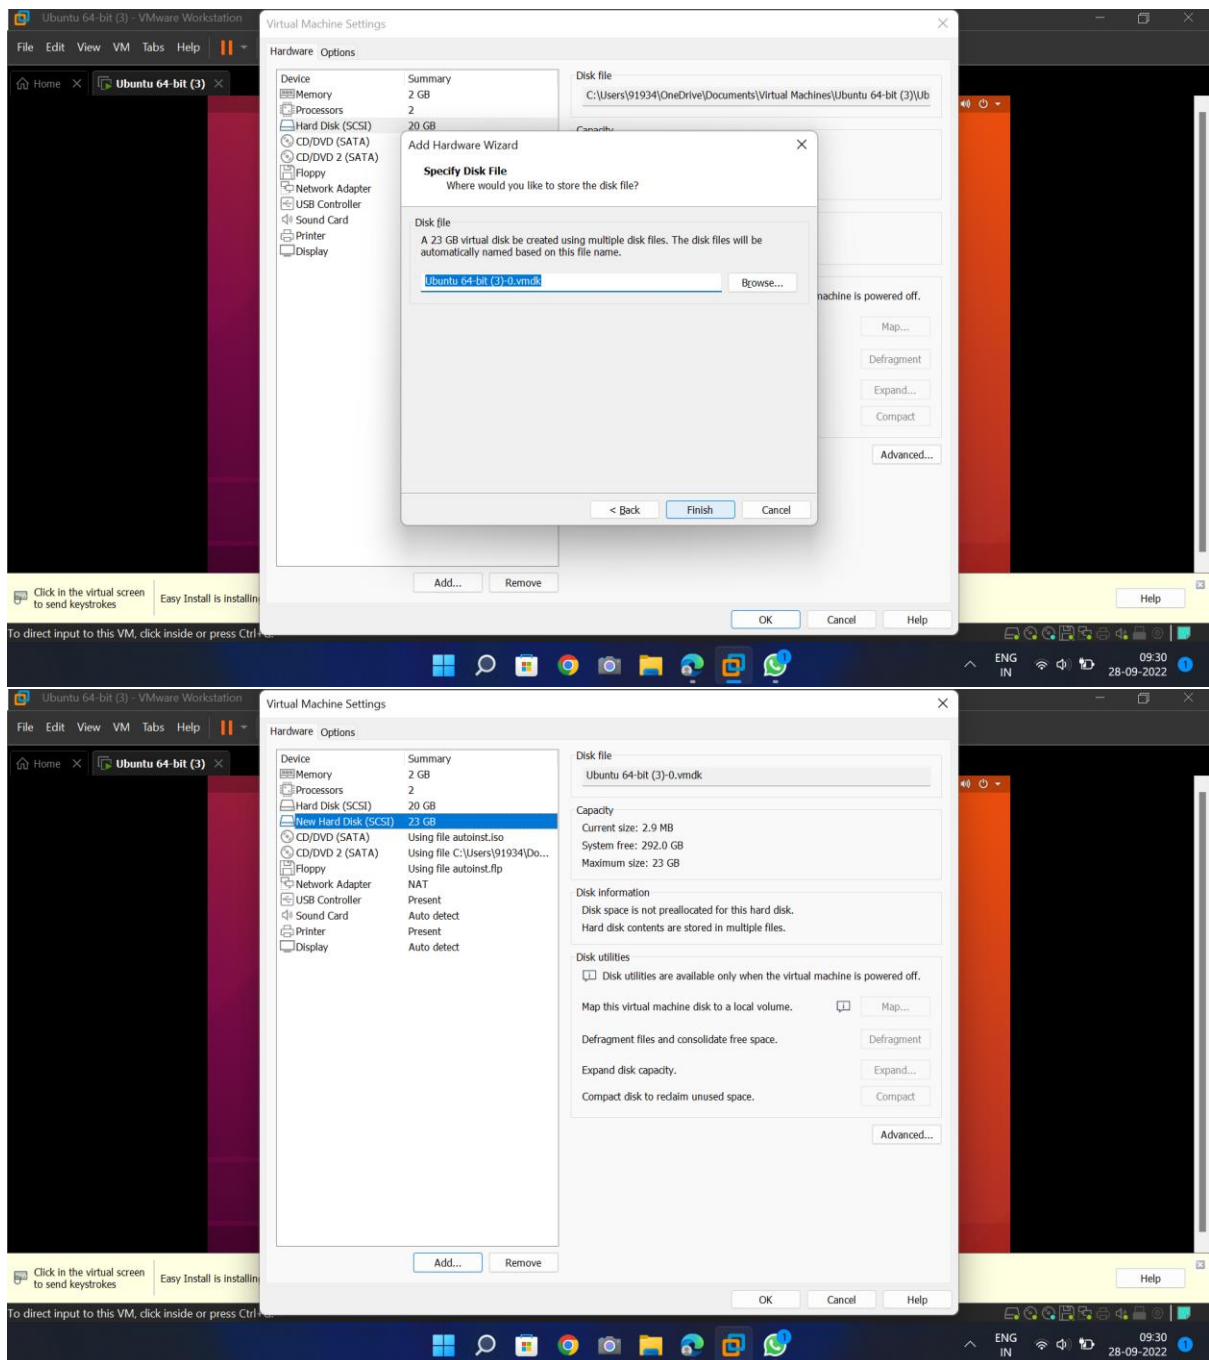 Ubuntu 64-bit (3) - VMware Workstation
File Edit View VM Tabs Help
Home
Ubuntu 64-bit (3)
Virtual Machine Settings
Hardware Options
Device Summary
Memory 2 GB
Processors 2
Hard Disk (SCSI) 20 GB
CD/DVD (SATA)
CD/DVD 2 (SATA)
Floppy
Network Adapter
USB Controller
Sound Card
Printer
Display
Disk file
C:\Users\91934\OneDrive\Documents\Virtual Machines\Ubuntu 64-bit (3)\Ub
Capacity
Add Hardware Wizard
Specify Disk File
Where would you like to store the disk file?
Disk file
A 23 GB virtual disk be created using multiple disk files. The disk files will be
automatically named based on this file name.
Ubuntu 64-bit (3)-0.vmdk
Browse...
< Back Finish Cancel
machine is powered off.
Map...
Defragment
Expand...
Compact
Advanced...
Add... Remove
OK Cancel Help
Click in the virtual screen
to send keystrokes
Easy Install is installin
Help
To direct input to this VM, click inside or press Ctrl+
ENG
IN
09:30
28-09-2022
1
Ubuntu 64-bit (3) - VMware Workstation
File Edit View VM Tabs Help
Home
Ubuntu 64-bit (3)
Virtual Machine Settings
Hardware Options
Device Summary
Memory 2 GB
Processors 2
Hard Disk (SCSI) 20 GB
New Hard Disk (SCSI) 23 GB
CD/DVD (SATA) Using file autoinst.iso
CD/DVD 2 (SATA) Using file C:\Users\91934\Do...
Floppy Using file autoinst.flp
Network Adapter NAT
USB Controller Present
Sound Card Auto detect
Printer Present
Display Auto detect
Disk file
Ubuntu 64-bit (3)-0.vmdk
Capacity
Current size: 2.9 MB
System free: 292.0 GB
Maximum size: 23 GB
Disk information
Disk space is not preallocated for this hard disk.
Hard disk contents are stored in multiple files.
Disk utilities
Disk utilities are available only when the virtual machine is powered off.
Map this virtual machine disk to a local volume.
Map...
Defragment files and consolidate free space.
Defragment
Expand disk capacity.
Expand...
Compact disk to reclaim unused space.
Compact
Advanced...
Add... Remove
OK Cancel Help
Click in the virtual screen
to send keystrokes
Easy Install is installin
Help
To direct input to this VM, click inside or press Ctrl+
ENG
IN
09:30
28-09-2022
1